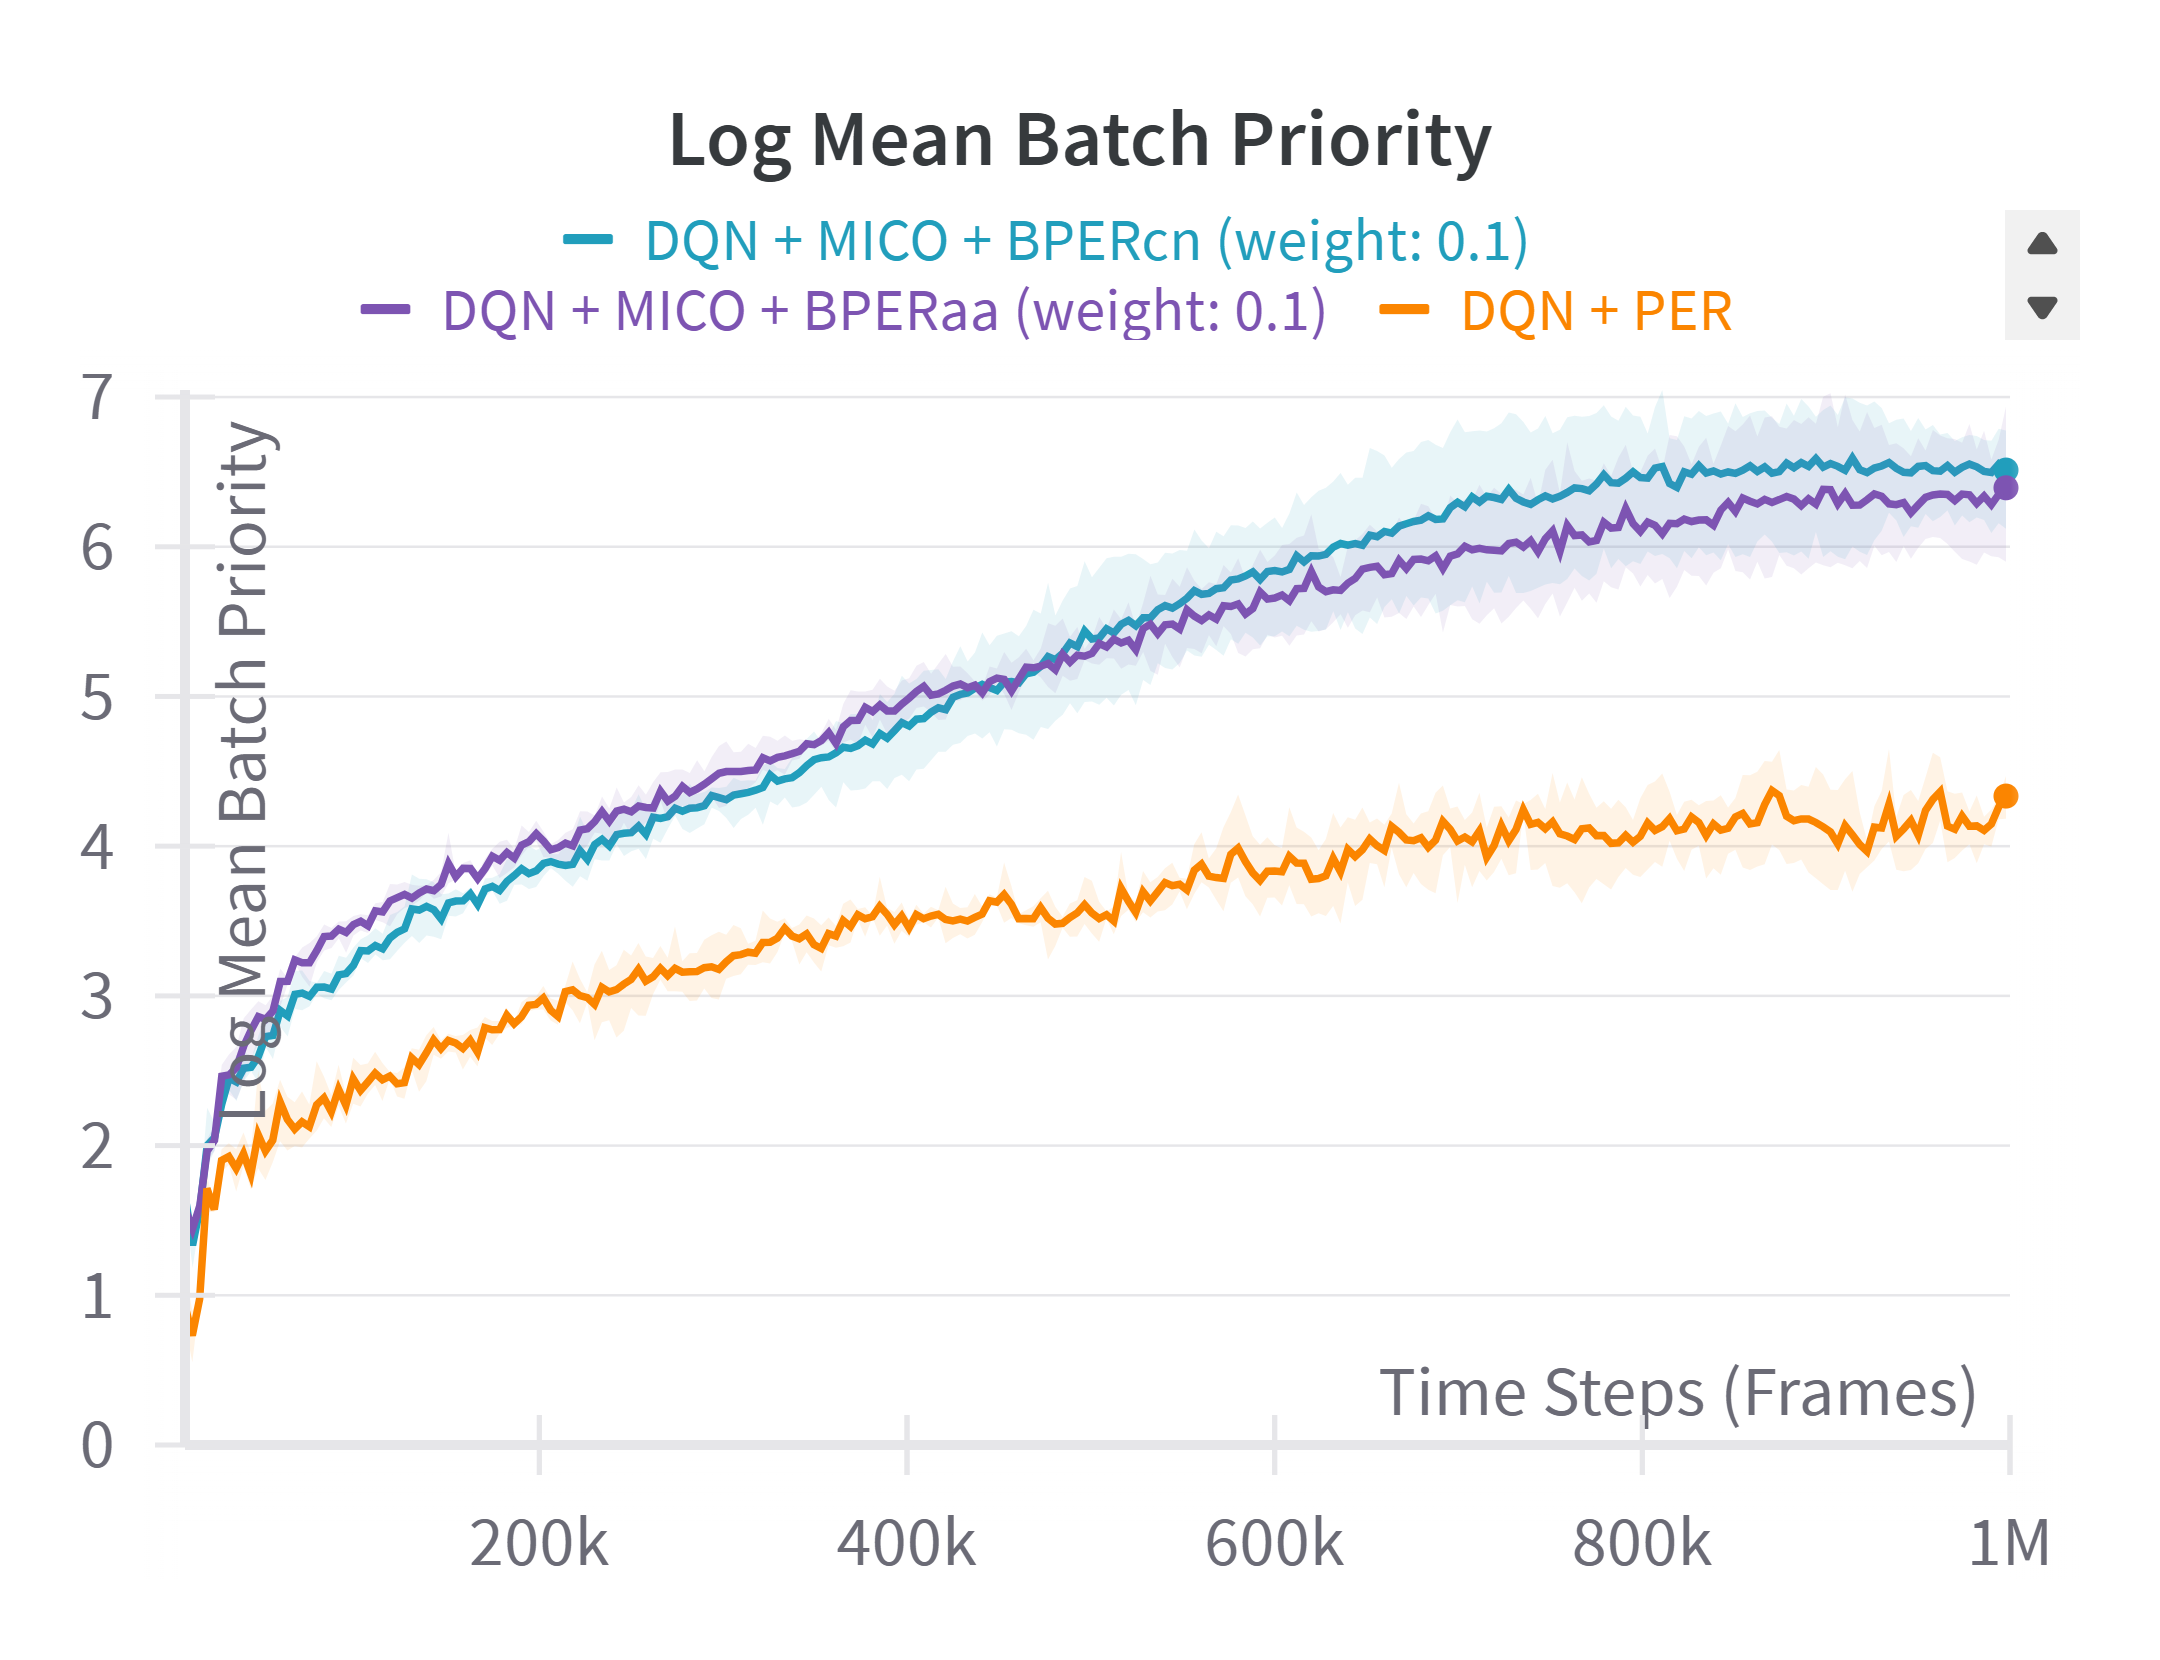 Log Mean Batch Priority
DQN + MICO + BPERcn (weight: 0.1)
DQN + MICO + BPERaa (weight: 0.1) DQN + PER
Log Mean Batch Priority
7
6
5
4
3
2
1
0
Time Steps (Frames)
200k 400k 600k 800k 1M